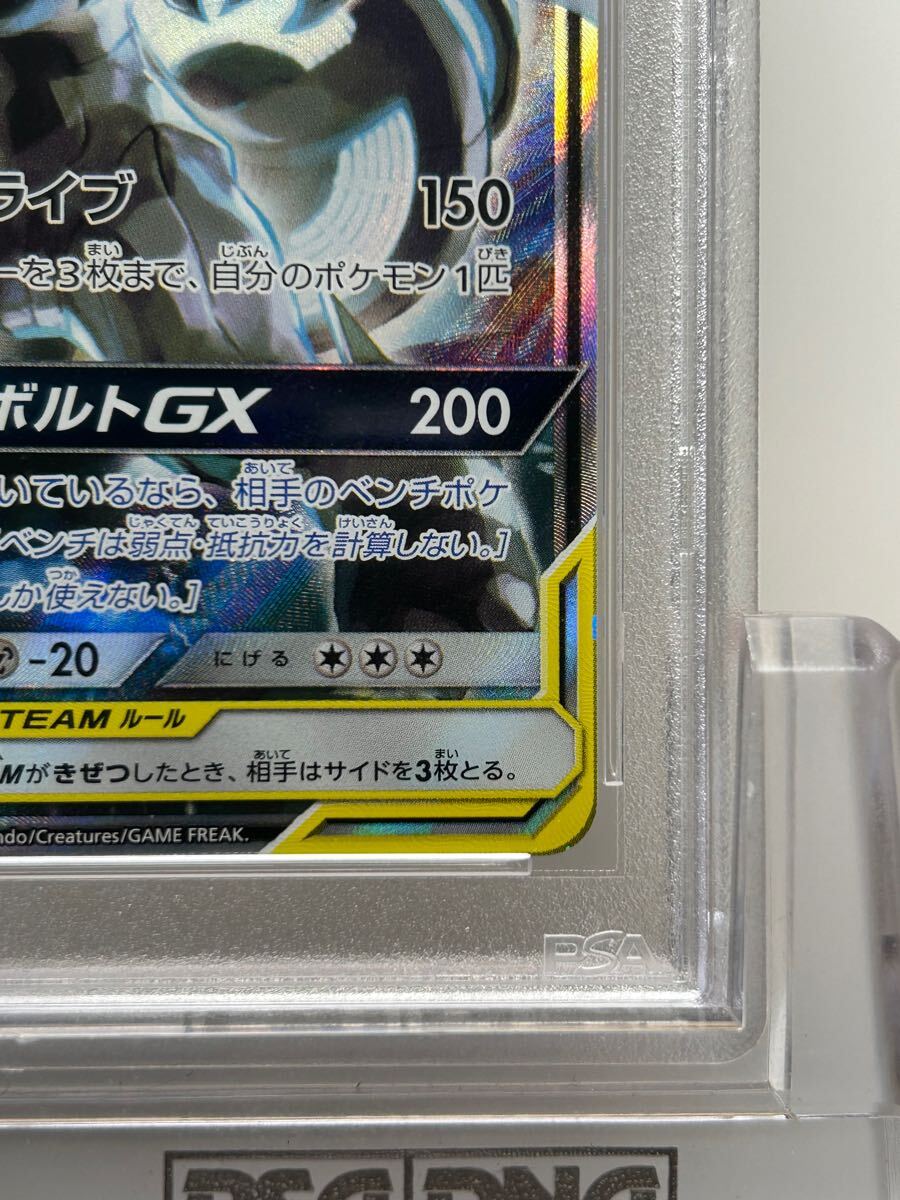 ライブ 150
ーを3枚まで、自分のポケモン1匹
ボルトGX 200
いているなら、相手のベンチポケ
ベンチは弱点・抵抗力を計算しない。]
しか使えない。]
-20 にげる
TEAM ルール
Mがきぜつしたとき、相手はサイドを3枚とる。
ndo/Creatures/GAME FREAK.
PSA
PSA DNA